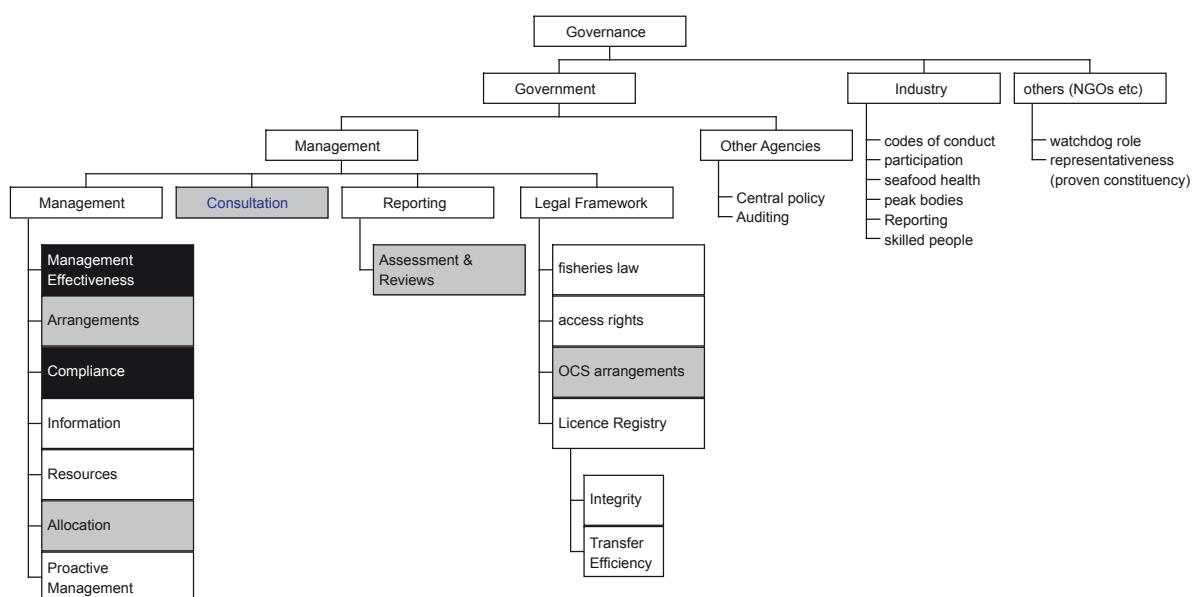 Governance
Government
Industry
others (NGOs etc)
Management
Other Agencies
codes of conduct
participation
seafood health
peak bodies
Reporting
skilled people
watchdog role
representativeness
(proven constituency)
Central policy
Auditing
Management
Consultation
Reporting
Legal Framework
Management
Effectiveness
Arrangements
Compliance
Information
Resources
Allocation
Proactive
Management
Assessment &
Reviews
fisheries law
access rights
OCS arrangements
Licence Registry
Integrity
Transfer
Efficiency